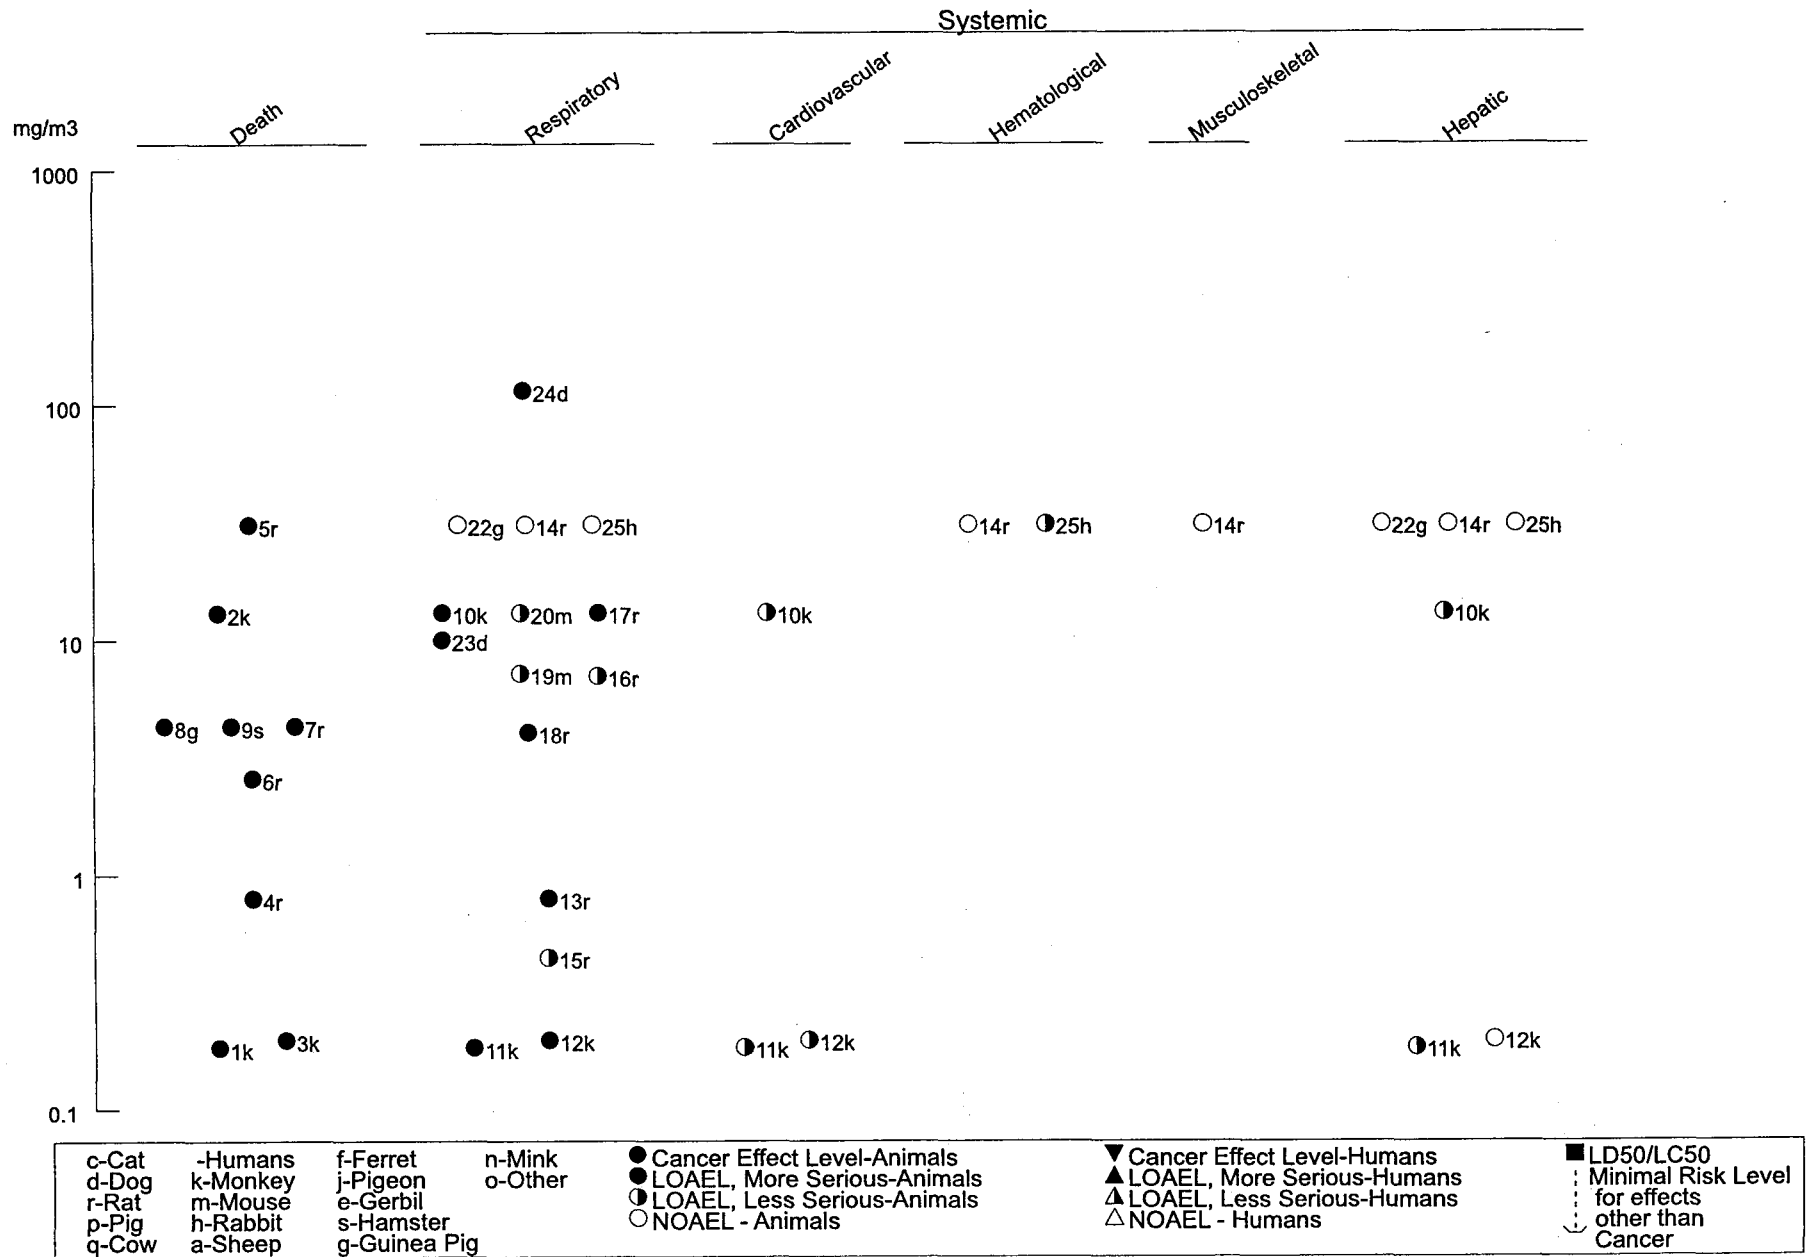 Systemic
Death Respiratory Cardiovascular Hematological Musculoskeletal Hepatic
mg/m3
1000
24d
100
5r 22g 14r 25h 14r 25h 14r 22g 14r 25h
2k 10k 20m 17r 10k 10k
10 23d
19m 16r
8g 9s 7r 18r
6r
1
4r 13r
15r
1k 3k 11k 12k 11k 12k 11k 12k
0.1
c-Cat -Humans f-Ferret n-Mink Cancer Effect Level-Animals Cancer Effect Level-Humans LD50/LC50
d-Dog k-Monkey j-Pigeon o-Other LOAEL, More Serious-Animals LOAEL, More Serious-Humans Minimal Risk Level
r-Rat m-Mouse e-Gerbil LOAEL, Less Serious-Animals LOAEL, Less Serious-Humans for effects
p-Pig h-Rabbit s-Hamster NOAEL - Animals NOAEL - Humans other than
q-Cow a-Sheep g-Guinea Pig Cancer